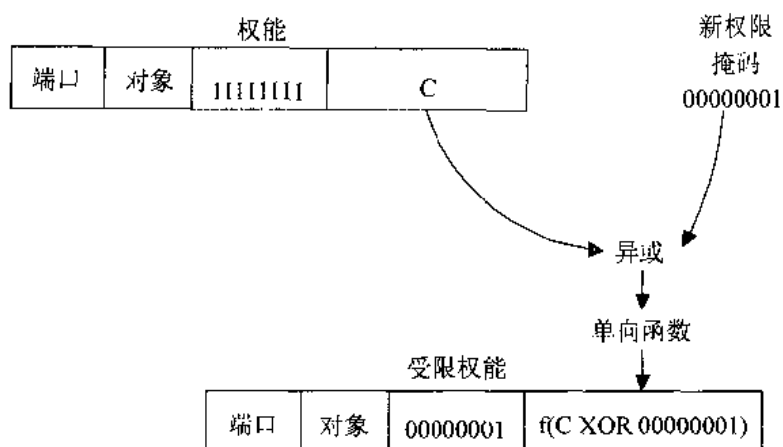 权能
新权限
掩码
00000001
端口 对象 11111111 C
异或
单向函数
受限权能
端口 对象 00000001 f(C XOR 00000001)